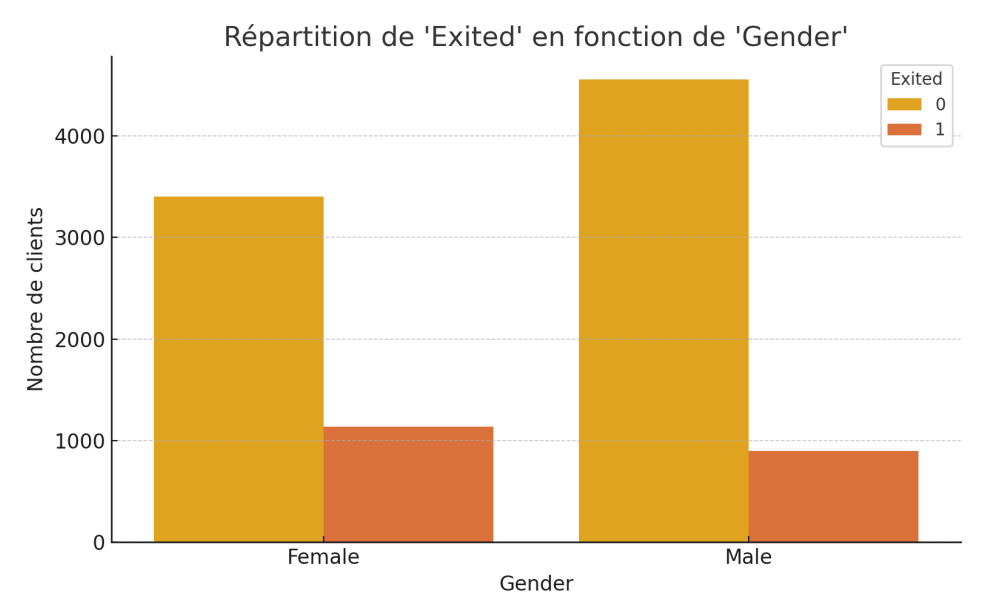 Répartition de 'Exited' en fonction de 'Gender'
Exited
0
1
4000
3000
2000
1000
0
Nombre de clients
Female
Male
Gender